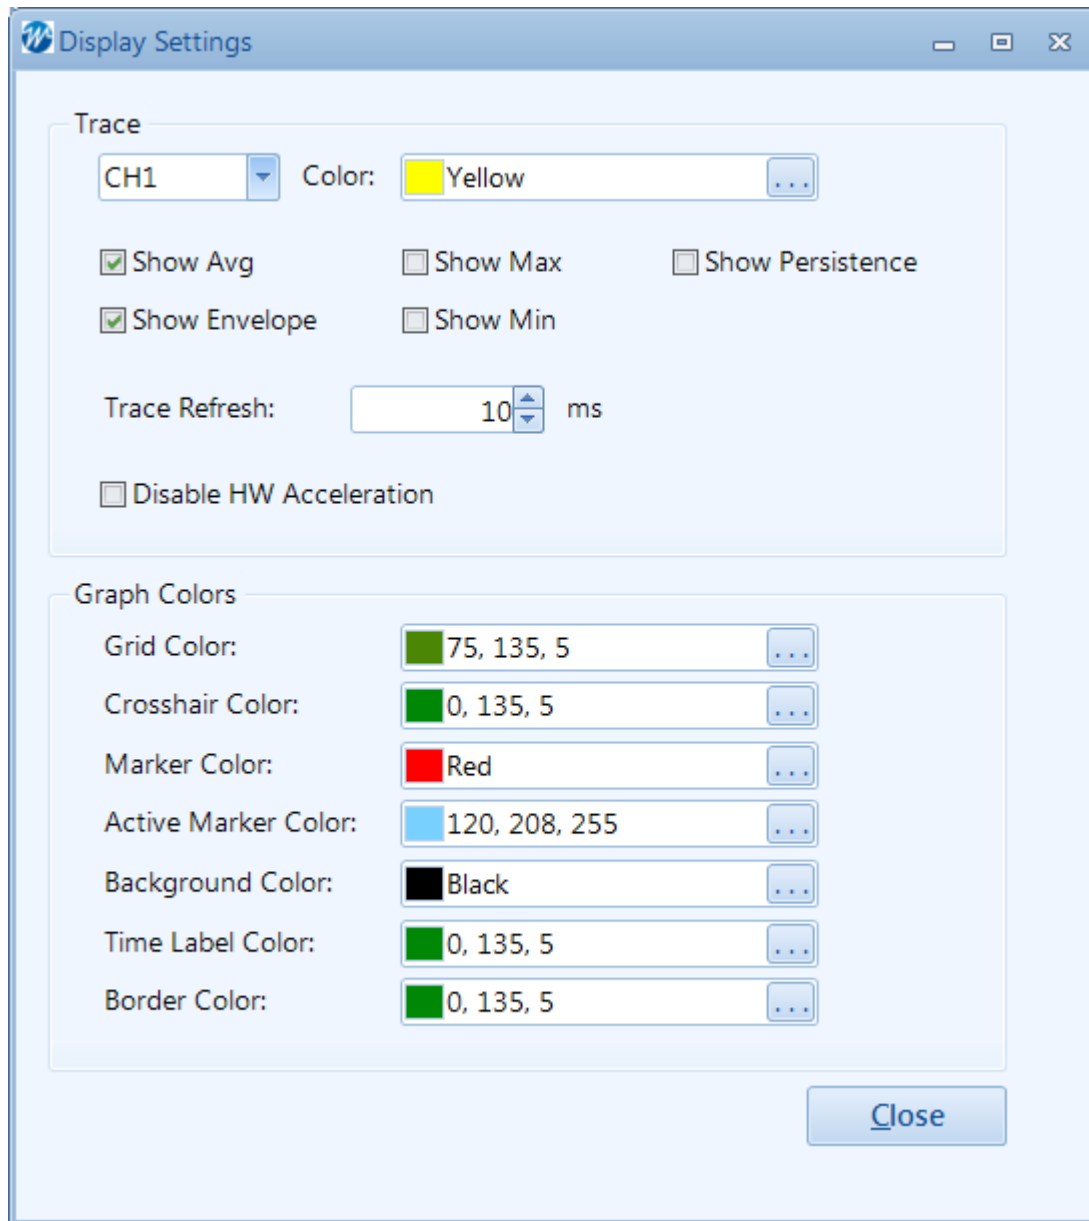 Display Settings
Trace
CH1 Color: Yellow ...
Show Avg Show Max Show Persistence
Show Envelope Show Min
Trace Refresh: 10 ms
Disable HW Acceleration
Graph Colors
Grid Color: 75, 135, 5 ...
Crosshair Color: 0, 135, 5 ...
Marker Color: Red ...
Active Marker Color: 120, 208, 255 ...
Background Color: Black ...
Time Label Color: 0, 135, 5 ...
Border Color: 0, 135, 5 ...
Close